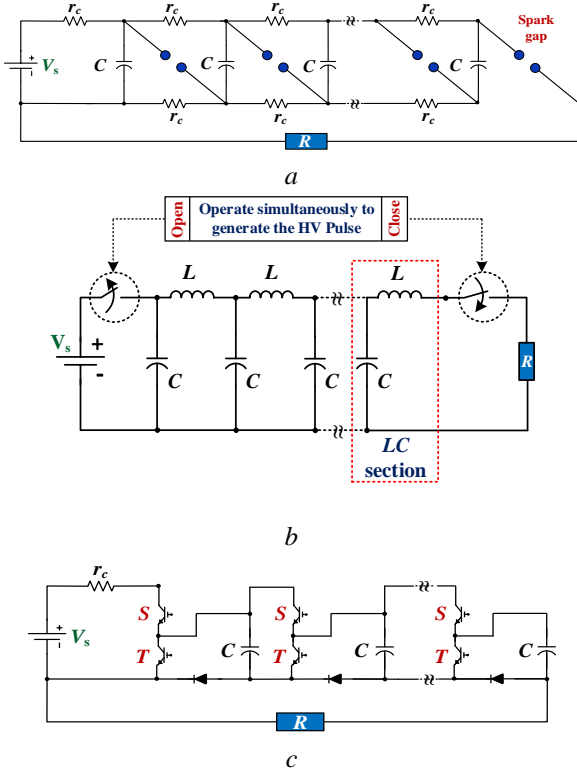 r_c r_c r_c r_c Spark
gap
V_s C C C C
r_c r_c r_c
R
a
Open Operate simultaneously to
generate the HV Pulse Close
L L L
V_s + - C C C C R
LC
section
b
r_c
S S S
V_s + - T C T C T C
R
c